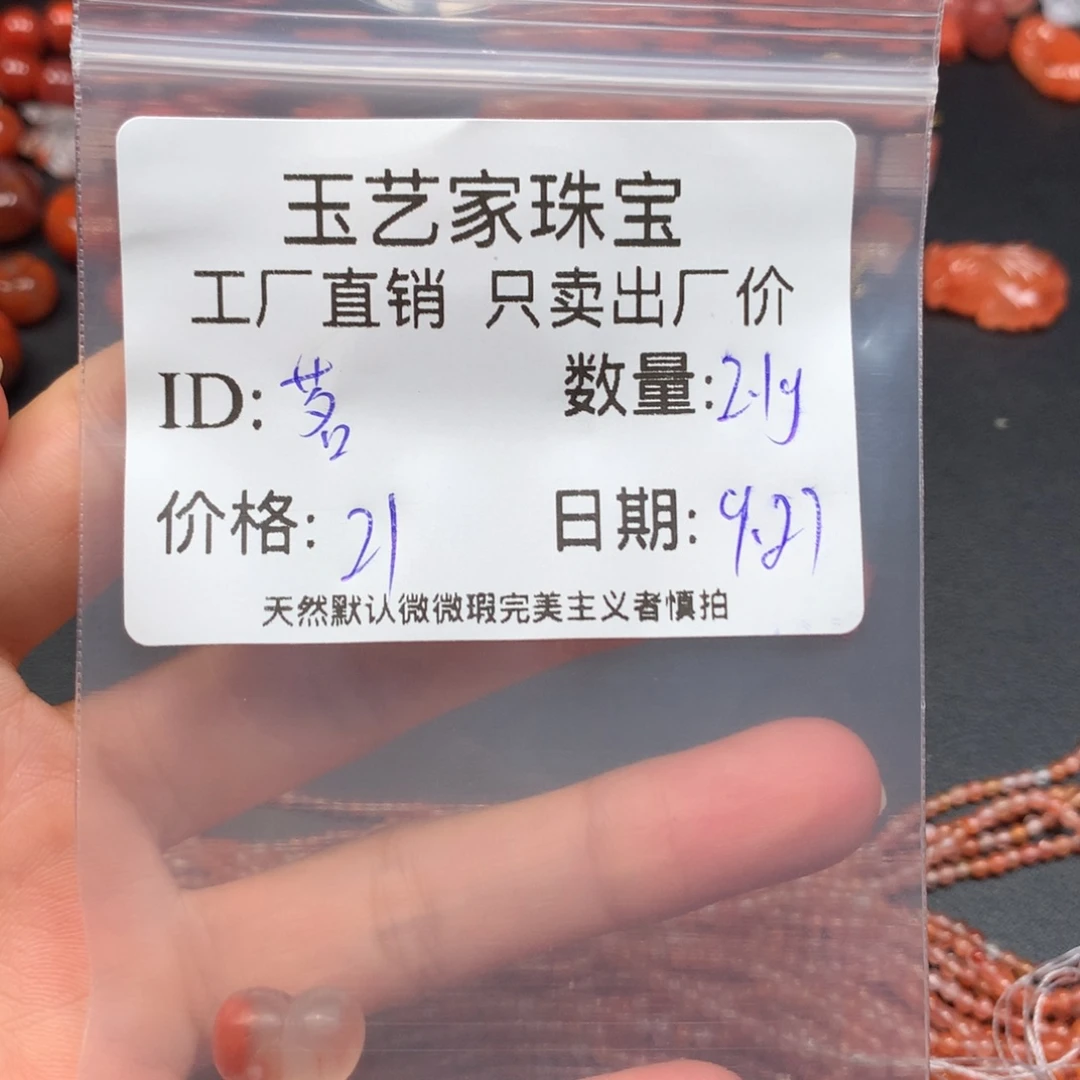 玉艺家珠宝
工厂直销 只卖出厂价
ID: 茗 数量: 2.1g
价格: 21 日期: 9.27
天然默认微微瑕完美主义者慎拍